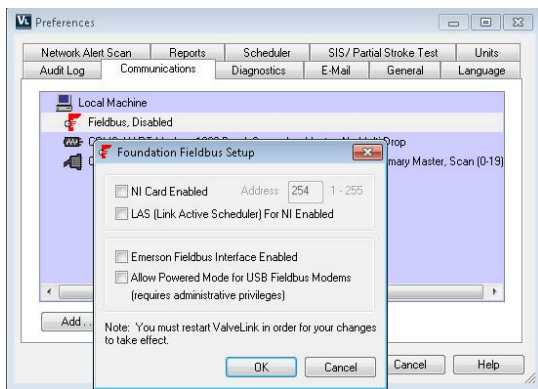 VL Preferences
Network Alert Scan Reports Scheduler SIS/ Partial Stroke Test Units
Audit Log Communications Diagnostics E-Mail General Language
Local Machine
Fieldbus, Disabled
Drop
Foundation Fieldbus Setup
mary Master, Scan (0-19)
NI Card Enabled Address 254 1 - 255
LAS (Link Active Scheduler) For NI Enabled
Emerson Fieldbus Interface Enabled
Allow Powered Mode for USB Fieldbus Modems
(requires administrative privileges)
Add . .
Note: You must restart ValveLink in order for your changes
to take effect.
OK Cancel Cancel Help